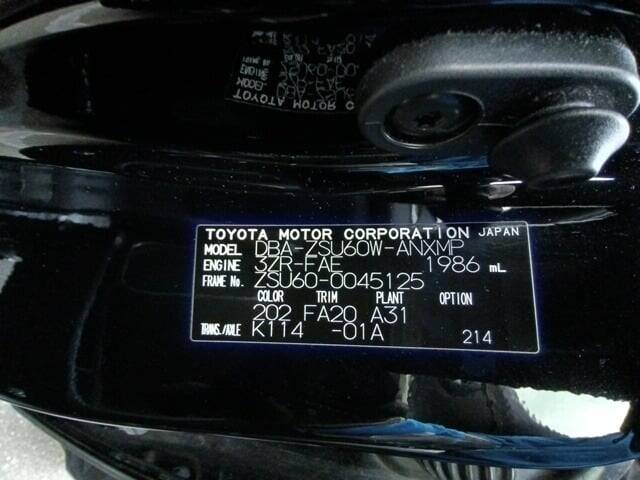 TOYOTA MOTOR CORPORATION JAPAN
MODEL DBA-ZSU60W-ANXMP
ENGINE 3ZR-FAE 1986 mL
FRAME No. ZSU60-0045125
COLOR TRIM PLANT OPTION
202 FA20 A31
TRANS./AXLE K114 -01A 214